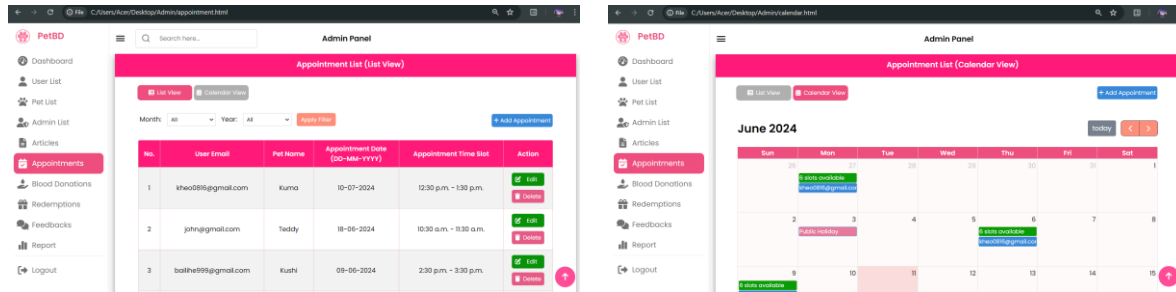 File C:/Users/Acer/Desktop/Admin/appointment.html
PetBD
Search here...
Admin Panel
Dashboard
User List
Pet List
Admin List
Articles
Appointments
Blood Donations
Redemptions
Feedbacks
Report
Logout
Appointment List (List View)
List View
Calendar View
Month: All Year: All Apply Filter
+ Add Appointment
No. User Email Pet Name Appointment Date (DD-MM-YYYY) Appointment Time Slot Action
1 kheo0816@gmail.com Kuma 10-07-2024 12:30 p.m. - 1:30 p.m. Edit Delete
2 john@gmail.com Teddy 18-06-2024 10:30 a.m. - 11:30 a.m. Edit Delete
3 bailihe999@gmail.com Kushi 09-06-2024 2:30 p.m. - 3:30 p.m. Edit Delete
File C:/Users/Acer/Desktop/Admin/calendar.html
PetBD
Admin Panel
Dashboard
User List
Pet List
Admin List
Articles
Appointments
Blood Donations
Redemptions
Feedbacks
Report
Logout
Appointment List (Calendar View)
List View
Calendar View
+ Add Appointment
June 2024
today
Sun Mon Tue Wed Thu Fri Sat
26 27 28 29 30 31 1
6 slots available
kheo0816@gmail.com
2 3 4 5 6 7 8
Public Holiday
6 slots available
kheo0816@gmail.co
9 10 11 12 13 14 15
6 slots available